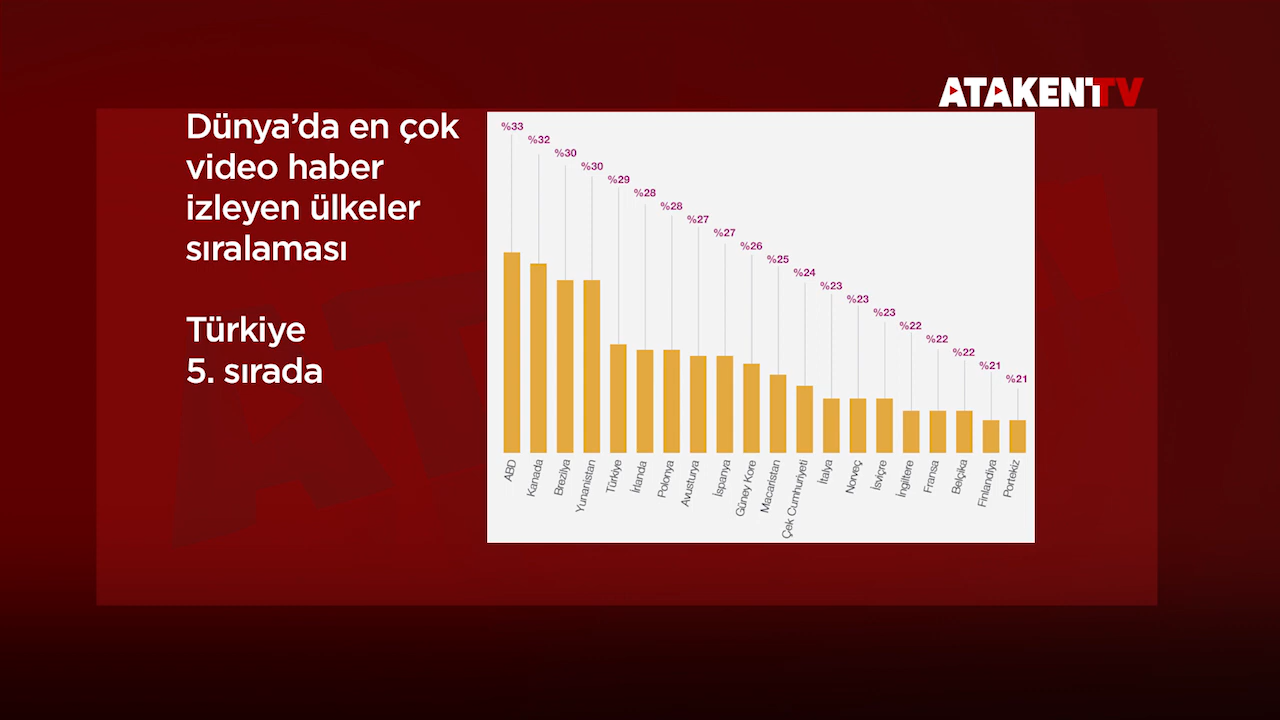 ATAKENT TV
Dünya'da en çok
video haber
izleyen ülkeler
sıralaması
Türkiye
5. sırada
%33
%32
%30
%30
%29
%28
%28
%27
%27
%26
%25
%24
%23
%23
%23
%22
%22
%22
%21
%21
ABD
Kanada
Brezilya
Yunanistan
Türkiye
İrlanda
Polonya
Avusturya
İspanya
Güney Kore
Macaristan
Çek Cumhuriyeti
İtalya
Norveç
İsviçre
İngiltere
Fransa
Belçika
Finlandiya
Portekiz